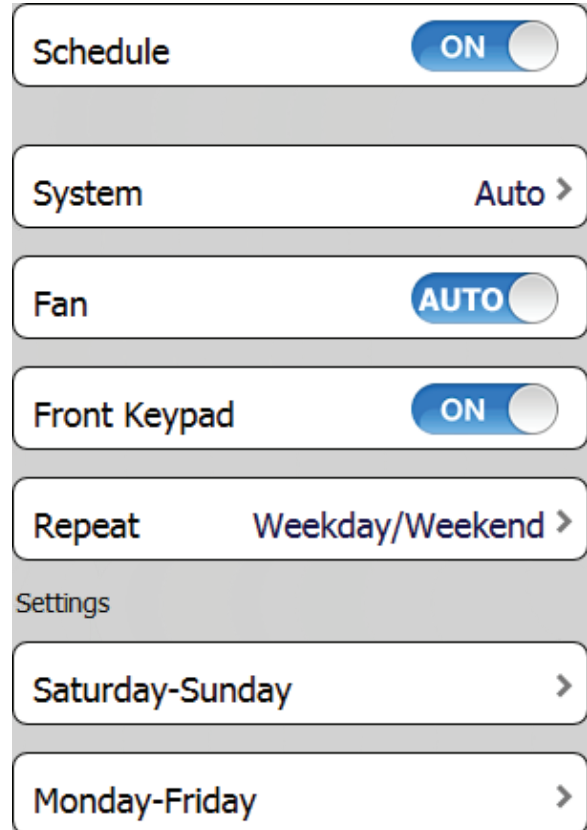 Schedule ON
System Auto
Fan AUTO
Front Keypad ON
Repeat Weekday/Weekend
Settings
Saturday-Sunday
Monday-Friday